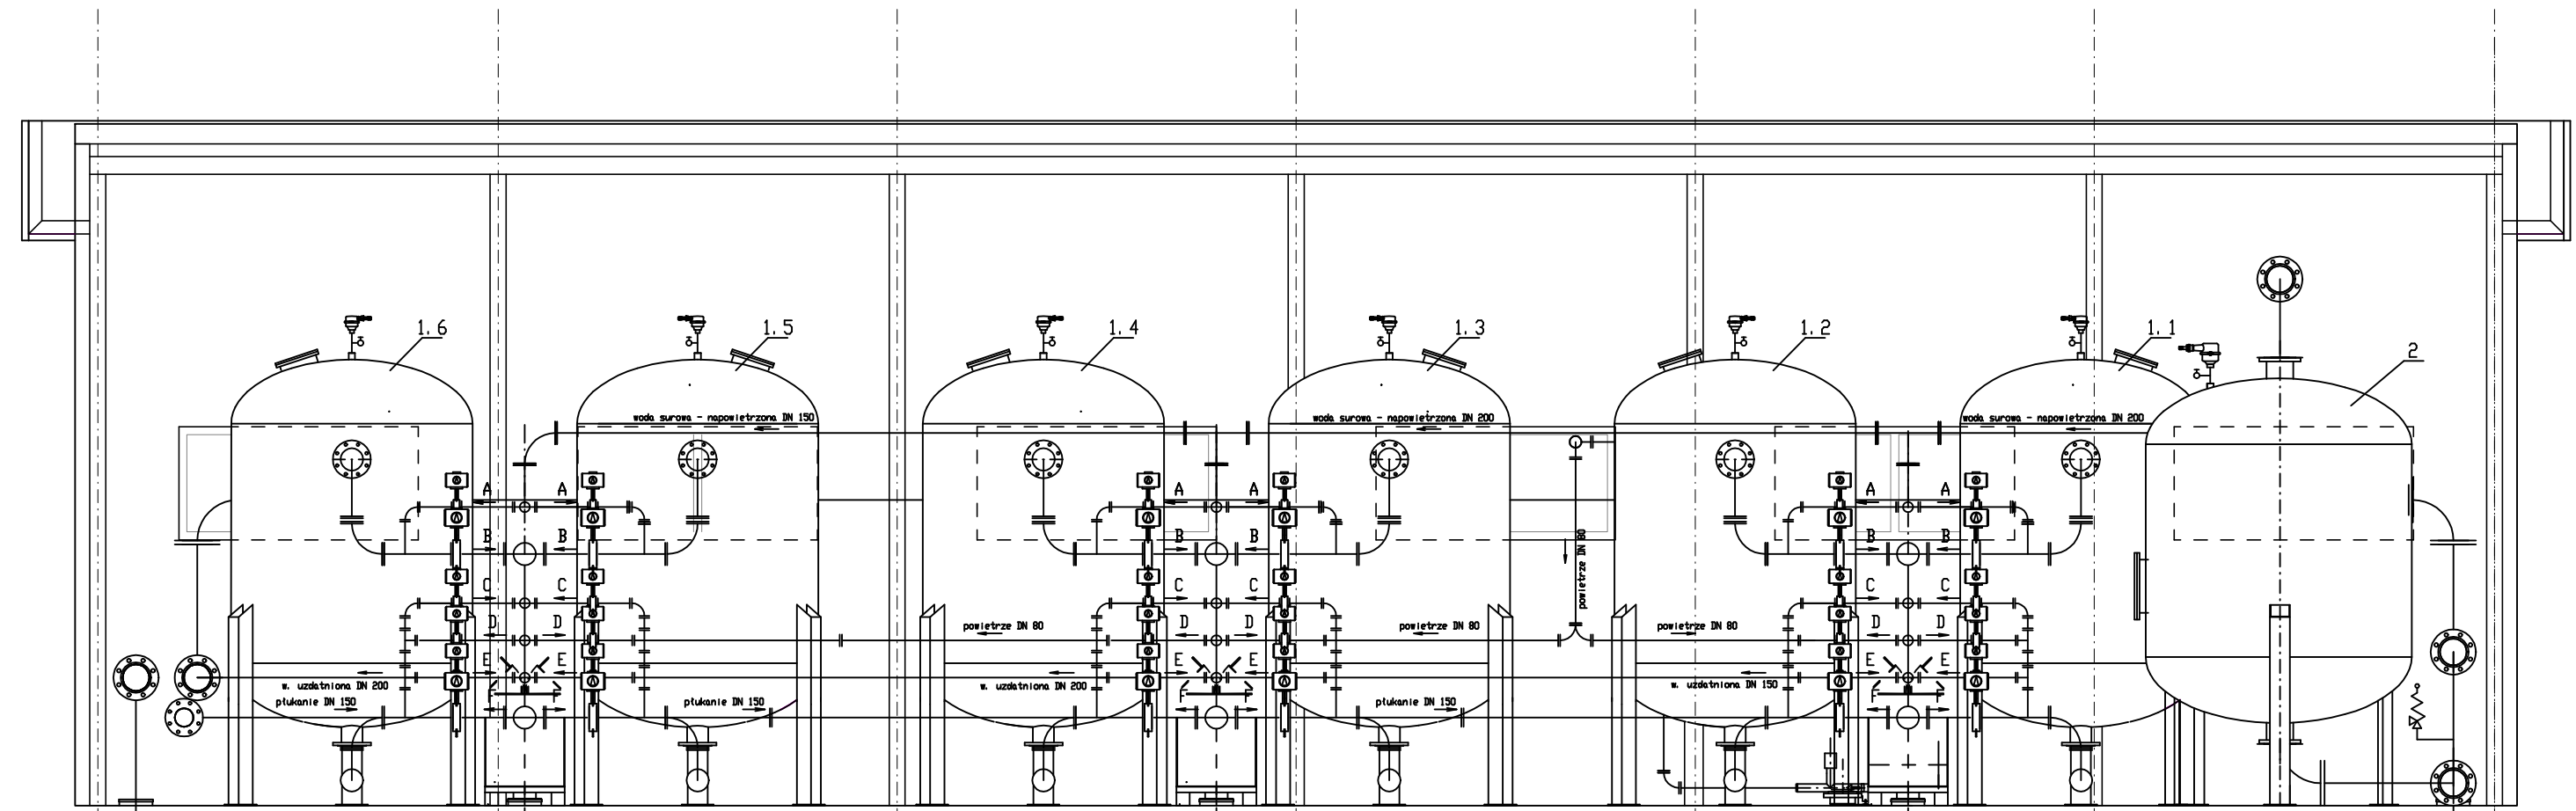 1.6
1.5
1.4
1.3
1.2
1.1
2
woda surowa - napowietrzona DN 150
woda surowa - napowietrzona DN 200
woda surowa - napowietrzona DN 200
A A A A A A
B B B B B B
powietrze DN 80
C C C C C C
D D D D D D
powietrze DN 80
powietrze DN 80
powietrze DN 80
E E E E E E
w. uzdatniona DN 200
w. uzdatniona DN 200
w. uzdatniona DN 150
F F F F F F
płukanie DN 150
płukanie DN 150
płukanie DN 150